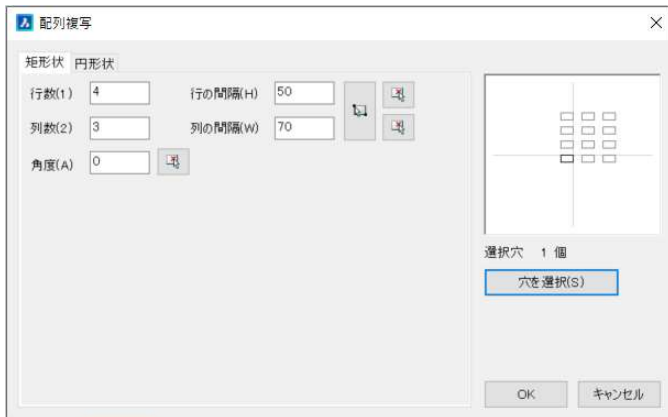 配列複写
矩形状 円形状
行数(1) 4 行の間隔(H) 50
列数(2) 3 列の間隔(W) 70
角度(A) 0
選択穴 1 個
穴を選択(S)
OK キャンセル